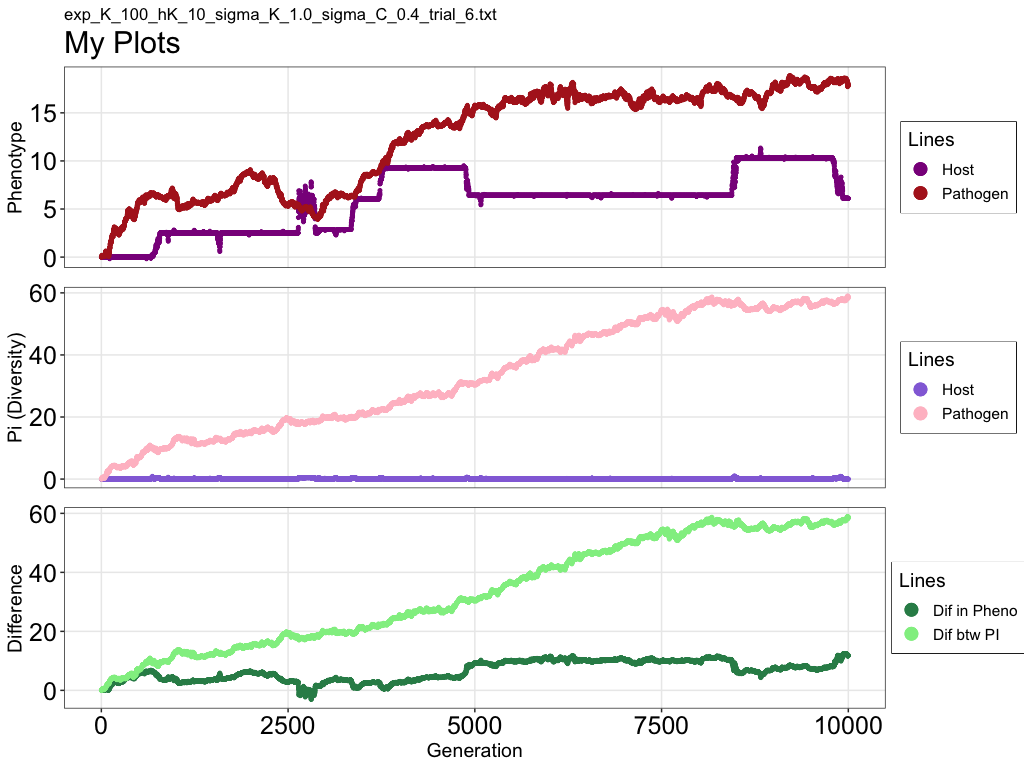 exp_K_100_hK_10_sigma_K_1.0_sigma_C_0.4_trial_6.txt
My Plots
Phenotype
15
10
5
0
Lines
Host
Pathogen
Pi (Diversity)
60
40
20
0
Lines
Host
Pathogen
Difference
60
40
20
0
Lines
Dif in Pheno
Dif btw PI
0 2500 5000 7500 10000
Generation